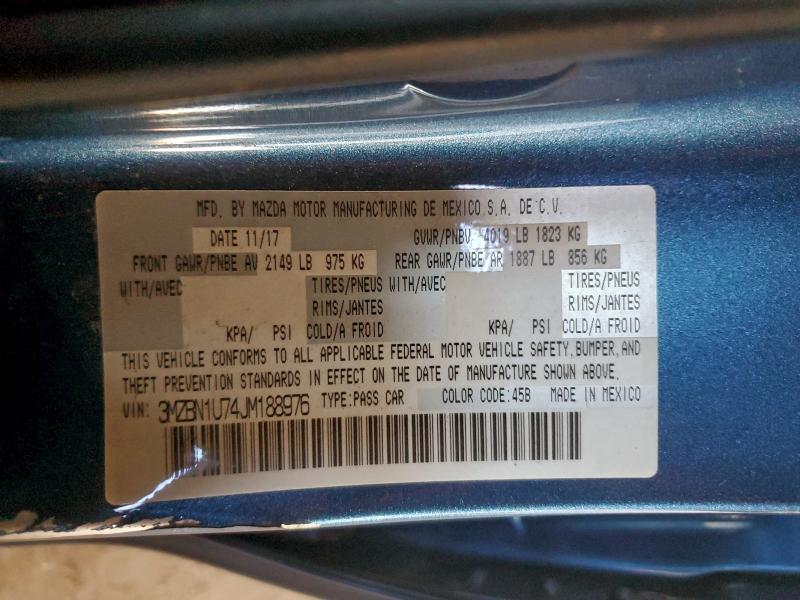 MFD. BY MAZDA MOTOR MANUFACTURING DE MEXICO S.A. DE C.V.
DATE 11/17 GVWR/PNBV 4019 LB 1823 KG
FRONT GAWR/PNBE AV 2149 LB 975 KG REAR GAWR/PNBE/AR 1887 LB 856 KG
WITH/AVEC TIRES/PNEUS WITH/AVEC TIRES/PNEUS
RIMS/JANTES RIMS/JANTES
KPA/ PSI COLD/A FROID KPA/ PSI COLD/A FROID
THIS VEHICLE CONFORMS TO ALL APPLICABLE FEDERAL MOTOR VEHICLE SAFETY, BUMPER, AND
THEFT PREVENTION STANDARDS IN EFFECT ON THE DATE OF MANUFACTURE SHOWN ABOVE.
VIN: 3MZBN1U74JM188976 TYPE:PASS CAR COLOR CODE:45B MADE IN MEXICO